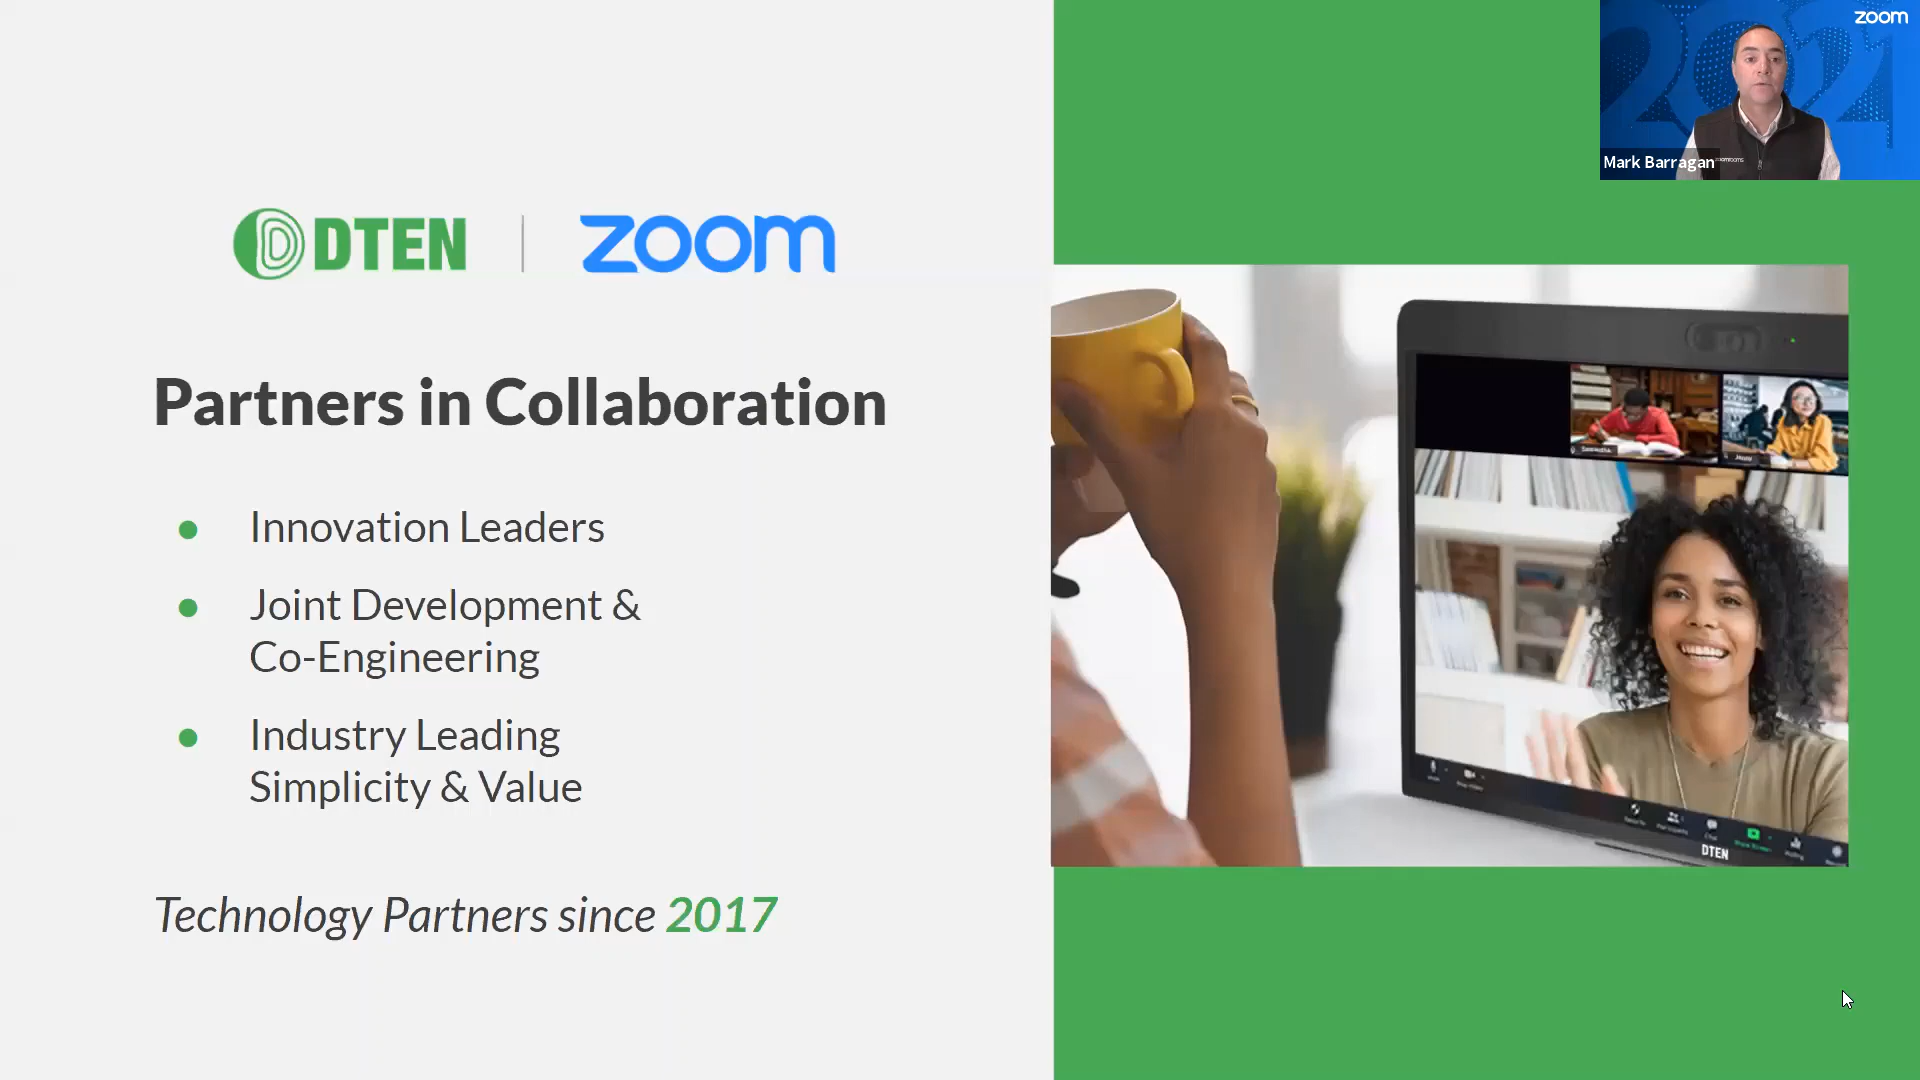 zoom
2021
Mark Barragan
DTEN
zoom
Partners in Collaboration
Innovation Leaders
Joint Development &
Co-Engineering
Industry Leading
Simplicity & Value
Technology Partners since 2017
DTEN